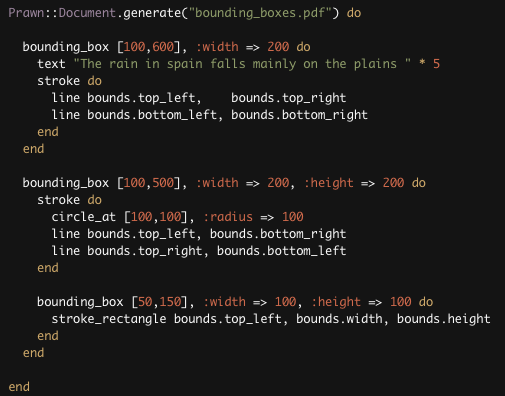 Prawn::Document.generate("bounding_boxes.pdf") do

  bounding_box [100,600], :width => 200 do
    text "The rain in spain falls mainly on the plains " * 5
    stroke do
      line bounds.top_left,    bounds.top_right
      line bounds.bottom_left, bounds.bottom_right
    end
  end

  bounding_box [100,500], :width => 200, :height => 200 do
    stroke do
      circle_at [100,100], :radius => 100
      line bounds.top_left, bounds.bottom_right
      line bounds.top_right, bounds.bottom_left
    end

    bounding_box [50,150], :width => 100, :height => 100 do
      stroke_rectangle bounds.top_left, bounds.width, bounds.height
    end
  end

end